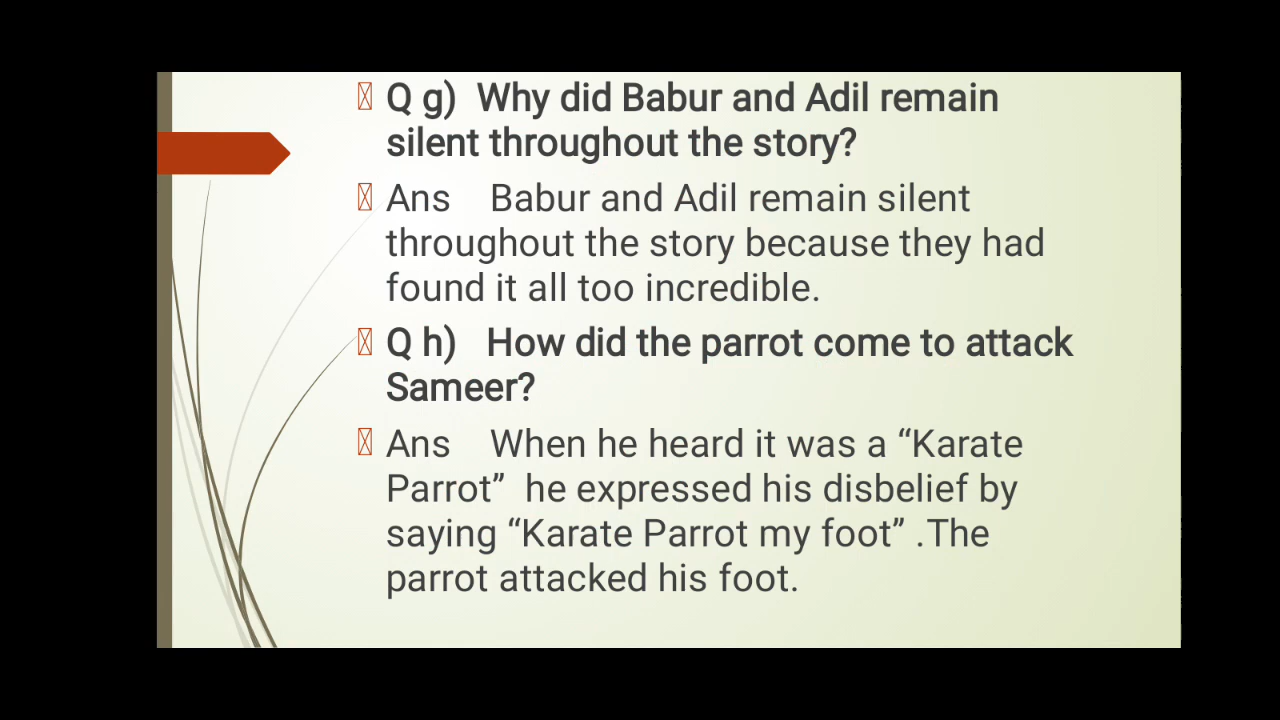 Q g)  Why did Babur and Adil remain
silent throughout the story?
Ans    Babur and Adil remain silent
throughout the story because they had
found it all too incredible.
Q h)   How did the parrot come to attack
Sameer?
Ans    When he heard it was a “Karate
Parrot”  he expressed his disbelief by
saying “Karate Parrot my foot” .The
parrot attacked his foot.